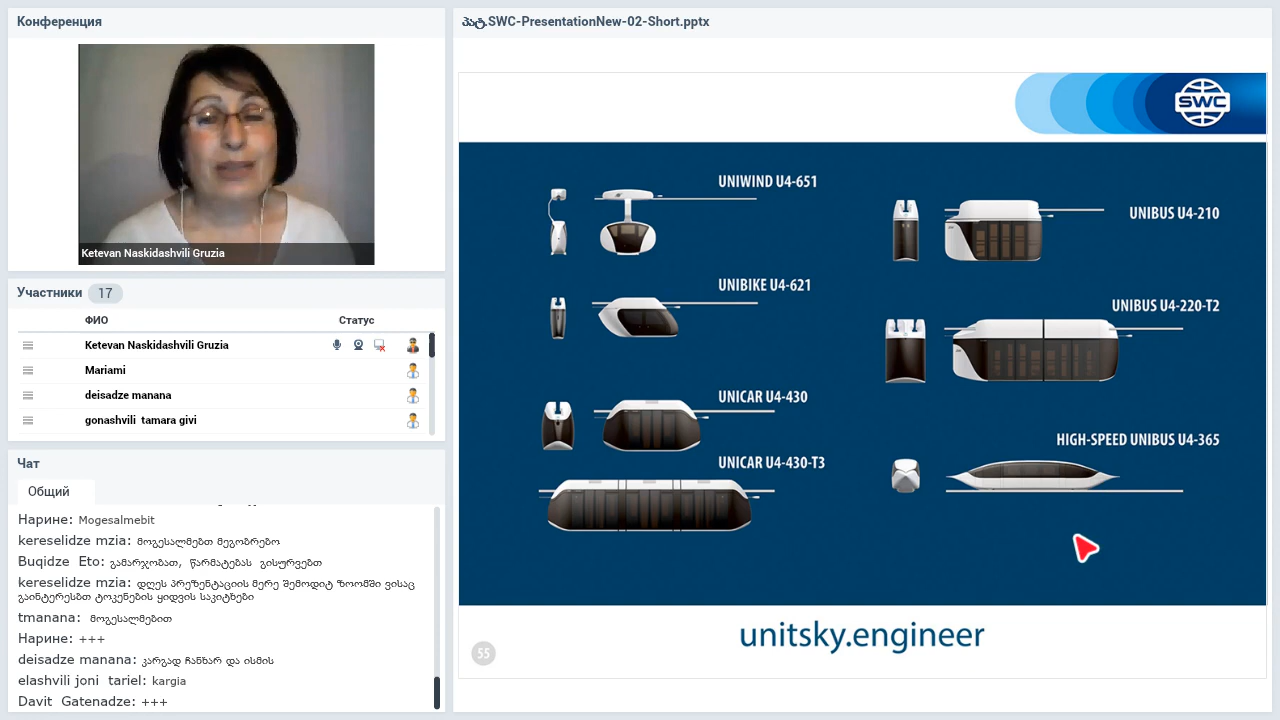 Конференция
Ketevan Naskidashvili Gruzia
Участники 17
ФИО Статус
Ketevan Naskidashvili Gruzia
Mariami
deisadze manana
gonashvili tamara givi
Чат
Общий
Нарине: Mogesalmebit
kereselidze mzia: მოგესალმებთ მეგობრებო
Buqidze Eto: გამარჯობათ, წარმატებას გისურვებთ
kereselidze mzia: დღეს პრეზენტაციის მერე შემოდიტ ზოომში ვისაც
გაინტერესბთ ტოკენების ყიდვის საკიტხები
tmanana: მოგესალმებით
Нарине: +++
deisadze manana: კარგად ჩანხარ და ისმის
elashvili joni tariel: kargia
Davit Gatenadze: +++
პატ.SWC-PresentationNew-02-Short.pptx
SWC
UNIWIND U4-651
UNIBUS U4-210
UNIBIKE U4-621
UNIBUS U4-220-T2
UNICAR U4-430
HIGH-SPEED UNIBUS U4-365
UNICAR U4-430-T3
unitsky.engineer
55